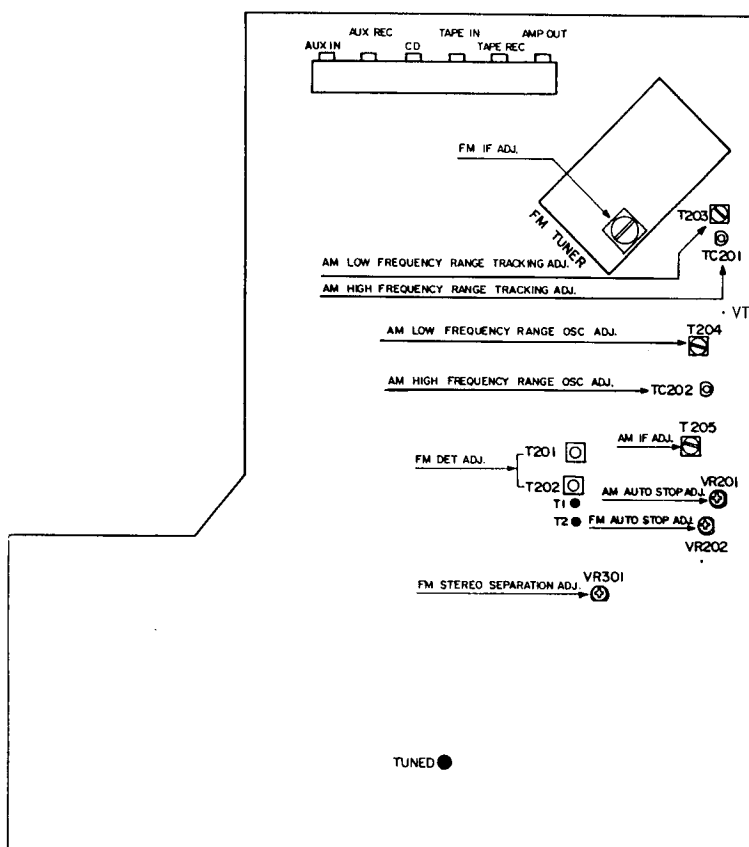 AUX IN
AUX REC
CD
TAPE IN
TAPE REC
AMP OUT
FM IF ADJ.
FM TUNER
T203
TC201
AM LOW FREQUENCY RANGE TRACKING ADJ.
AM HIGH FREQUENCY RANGE TRACKING ADJ.
VT
AM LOW FREQUENCY RANGE OSC ADJ.
T204
AM HIGH FREQUENCY RANGE OSC ADJ.
TC202
T205
AM IF ADJ.
T201
FM DET ADJ.
T202
T1
AM AUTO STOP ADJ.
VR201
T2
FM AUTO STOP ADJ.
VR202
FM STEREO SEPARATION ADJ.
VR301
TUNED